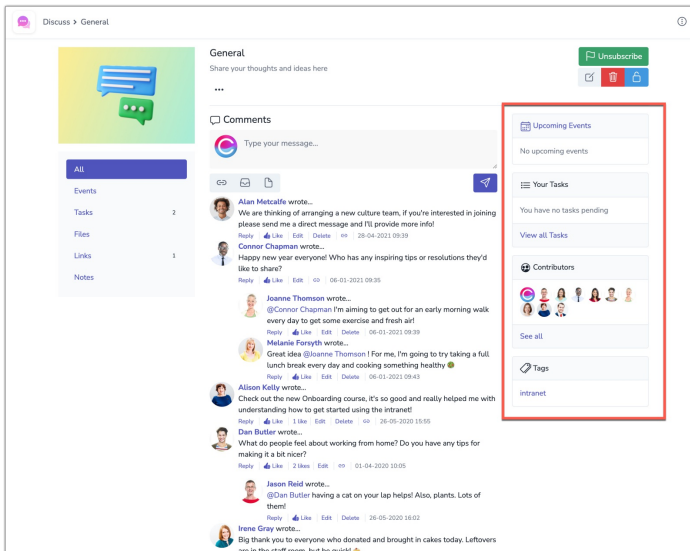 Discuss > General
General
Share your thoughts and ideas here
...
Unsubscribe
All
Events
Tasks 2
Files
Links 1
Notes
Comments
Type your message...
Alan Metcalfe wrote...
We are thinking of arranging a new culture team, if you're interested in joining
please send me a direct message and I'll provide more info!
Reply Like Edit Delete 28-04-2021 09:39
Connor Chapman wrote...
Happy new year everyone! Who has any inspiring tips or resolutions they'd
like to share?
Reply Like Edit 06-01-2021 09:35
Joanne Thomson wrote...
@Connor Chapman I'm aiming to get out for an early morning walk
every day to get some exercise and fresh air!
Reply Like Edit Delete 06-01-2021 09:39
Melanie Forsyth wrote...
Great idea @Joanne Thomson ! For me, I'm going to try taking a full
lunch break every day and cooking something healthy
Reply Like Edit Delete 06-01-2021 09:43
Alison Kelly wrote...
Check out the new Onboarding course, it's so good and really helped me with
understanding how to get started using the intranet!
Reply Like 1 like Edit Delete 26-05-2020 15:55
Dan Butler wrote...
What do people feel about working from home? Do you have any tips for
making it a bit nicer?
Reply Like 2 likes Edit 01-04-2020 10:05
Jason Reid wrote...
@Dan Butler having a cat on your lap helps! Also, plants. Lots of
them!
Reply Like Edit Delete 26-05-2020 16:02
Irene Gray wrote...
Big thank you to everyone who donated and brought in cakes today. Leftovers
are in the staff room, but be quick!
Upcoming Events
No upcoming events
Your Tasks
You have no tasks pending
View all Tasks
Contributors
See all
Tags
intranet